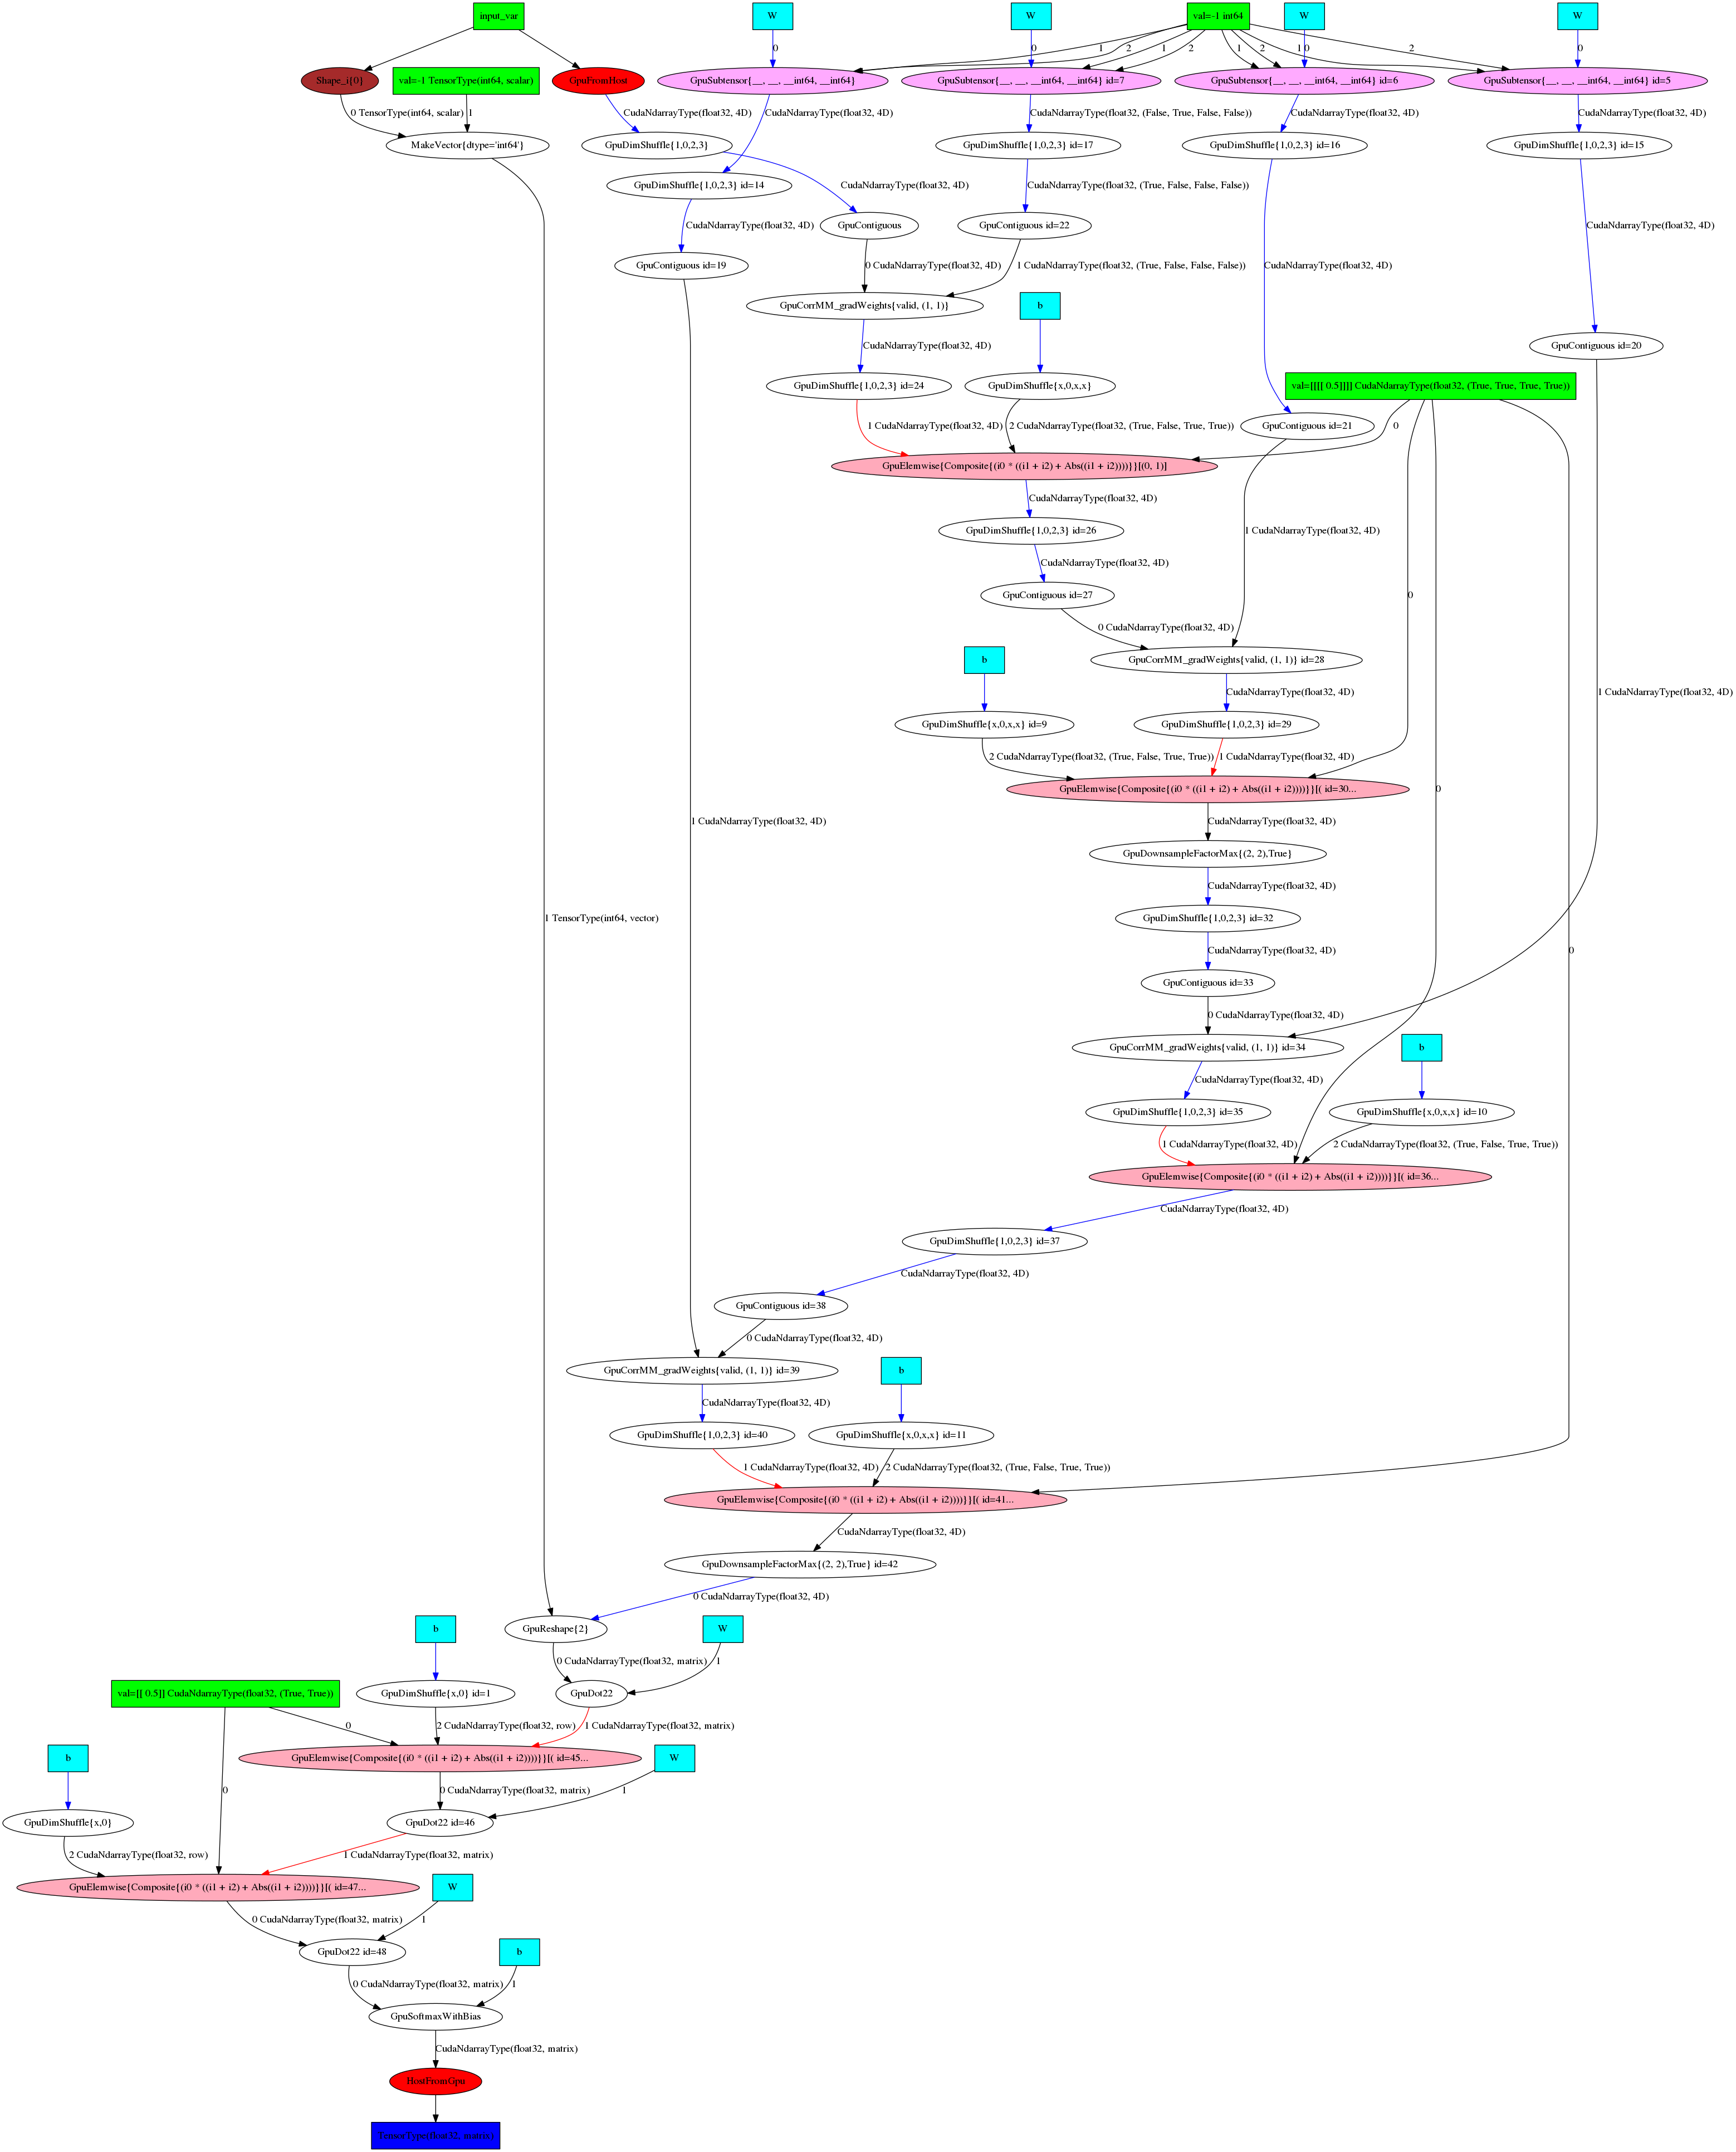 input_var
W
W
val=-1 int64
W
W
0
0
1
2
1
2
1
2
0
1
2
0
Shape_i{0}
val=-1 TensorType(int64, scalar)
GpuFromHost
GpuSubtensor{__, __, __int64, __int64}
GpuSubtensor{__, __, __int64, __int64} id=7
GpuSubtensor{__, __, __int64, __int64} id=6
GpuSubtensor{__, __, __int64, __int64} id=5
0 TensorType(int64, scalar)
1
CudaNdarrayType(float32, 4D)
CudaNdarrayType(float32, 4D)
CudaNdarrayType(float32, (False, True, False, False))
CudaNdarrayType(float32, 4D)
CudaNdarrayType(float32, 4D)
MakeVector{dtype='int64'}
GpuDimShuffle{1,0,2,3}
GpuDimShuffle{1,0,2,3} id=17
GpuDimShuffle{1,0,2,3} id=16
GpuDimShuffle{1,0,2,3} id=15
GpuDimShuffle{1,0,2,3} id=14
CudaNdarrayType(float32, 4D)
CudaNdarrayType(float32, (True, False, False, False))
CudaNdarrayType(float32, 4D)
GpuContiguous
GpuContiguous id=22
CudaNdarrayType(float32, 4D)
GpuContiguous id=19
0 CudaNdarrayType(float32, 4D)
1 CudaNdarrayType(float32, (True, False, False, False))
CudaNdarrayType(float32, 4D)
GpuCorrMM_gradWeights{valid, (1, 1)}
b
CudaNdarrayType(float32, 4D)
GpuContiguous id=20
GpuDimShuffle{1,0,2,3} id=24
GpuDimShuffle{x,0,x,x}
val=[[[[ 0.5]]]] CudaNdarrayType(float32, (True, True, True, True))
1 CudaNdarrayType(float32, 4D)
2 CudaNdarrayType(float32, (True, False, True, True))
GpuContiguous id=21
0
GpuElemwise{Composite{(i0 * ((i1 + i2) + Abs((i1 + i2))))}}[(0, 1)]
CudaNdarrayType(float32, 4D)
GpuDimShuffle{1,0,2,3} id=26
1 CudaNdarrayType(float32, 4D)
CudaNdarrayType(float32, 4D)
GpuContiguous id=27
0
0 CudaNdarrayType(float32, 4D)
b
GpuCorrMM_gradWeights{valid, (1, 1)} id=28
CudaNdarrayType(float32, 4D)
1 CudaNdarrayType(float32, 4D)
GpuDimShuffle{x,0,x,x} id=9
GpuDimShuffle{1,0,2,3} id=29
2 CudaNdarrayType(float32, (True, False, True, True))
1 CudaNdarrayType(float32, 4D)
GpuElemwise{Composite{(i0 * ((i1 + i2) + Abs((i1 + i2))))}}[( id=30...
0
1 CudaNdarrayType(float32, 4D)
CudaNdarrayType(float32, 4D)
GpuDownsampleFactorMax{(2, 2),True}
CudaNdarrayType(float32, 4D)
1 TensorType(int64, vector)
GpuDimShuffle{1,0,2,3} id=32
CudaNdarrayType(float32, 4D)
0
GpuContiguous id=33
0 CudaNdarrayType(float32, 4D)
GpuCorrMM_gradWeights{valid, (1, 1)} id=34
b
CudaNdarrayType(float32, 4D)
GpuDimShuffle{1,0,2,3} id=35
GpuDimShuffle{x,0,x,x} id=10
1 CudaNdarrayType(float32, 4D)
2 CudaNdarrayType(float32, (True, False, True, True))
GpuElemwise{Composite{(i0 * ((i1 + i2) + Abs((i1 + i2))))}}[( id=36...
CudaNdarrayType(float32, 4D)
GpuDimShuffle{1,0,2,3} id=37
CudaNdarrayType(float32, 4D)
GpuContiguous id=38
0 CudaNdarrayType(float32, 4D)
GpuCorrMM_gradWeights{valid, (1, 1)} id=39
b
CudaNdarrayType(float32, 4D)
GpuDimShuffle{1,0,2,3} id=40
GpuDimShuffle{x,0,x,x} id=11
1 CudaNdarrayType(float32, 4D)
2 CudaNdarrayType(float32, (True, False, True, True))
GpuElemwise{Composite{(i0 * ((i1 + i2) + Abs((i1 + i2))))}}[( id=41...
CudaNdarrayType(float32, 4D)
GpuDownsampleFactorMax{(2, 2),True} id=42
0 CudaNdarrayType(float32, 4D)
b
GpuReshape{2}
W
0 CudaNdarrayType(float32, matrix)
1
val=[[ 0.5]] CudaNdarrayType(float32, (True, True))
GpuDimShuffle{x,0} id=1
GpuDot22
0
2 CudaNdarrayType(float32, row)
1 CudaNdarrayType(float32, matrix)
b
GpuElemwise{Composite{(i0 * ((i1 + i2) + Abs((i1 + i2))))}}[( id=45...
W
0
0 CudaNdarrayType(float32, matrix)
1
GpuDimShuffle{x,0}
GpuDot22 id=46
2 CudaNdarrayType(float32, row)
1 CudaNdarrayType(float32, matrix)
GpuElemwise{Composite{(i0 * ((i1 + i2) + Abs((i1 + i2))))}}[( id=47...
W
0 CudaNdarrayType(float32, matrix)
1
GpuDot22 id=48
b
0 CudaNdarrayType(float32, matrix)
1
GpuSoftmaxWithBias
CudaNdarrayType(float32, matrix)
HostFromGpu
TensorType(float32, matrix)